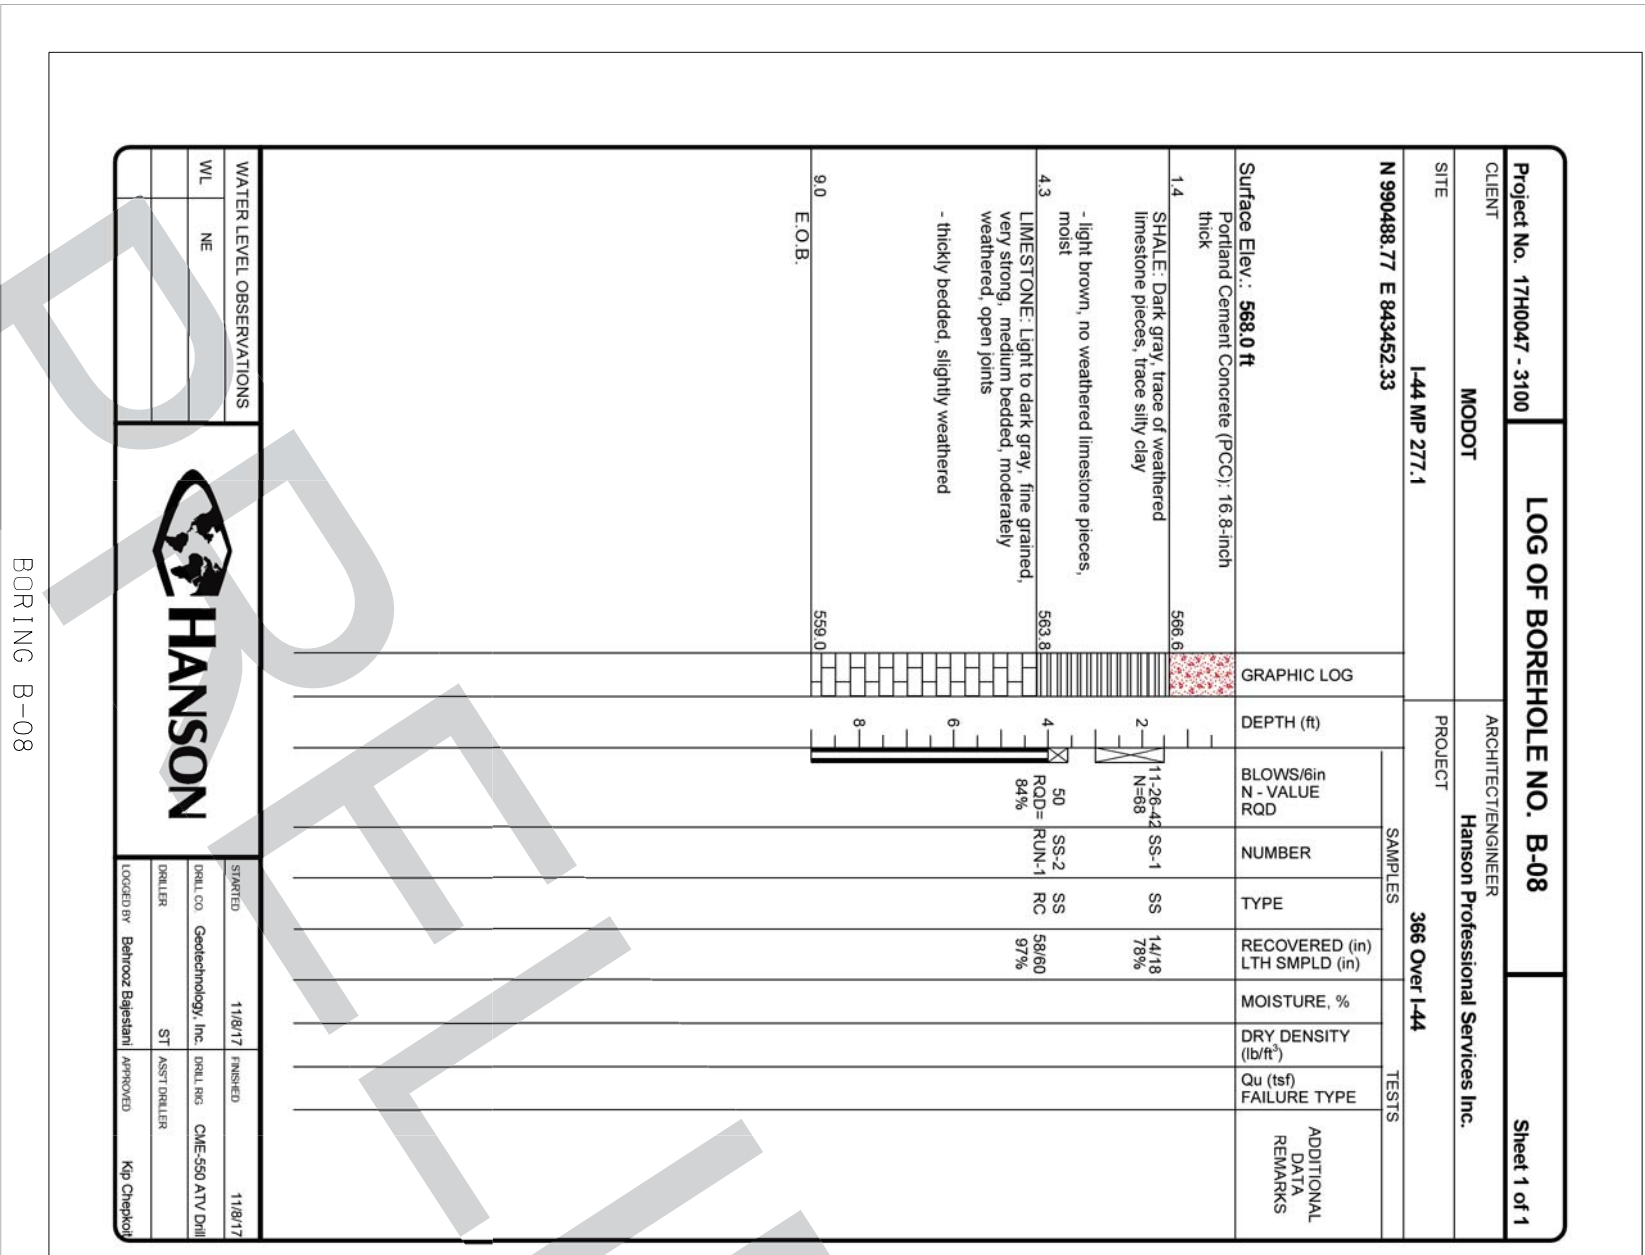 Project No. 17H0047 - 3100
LOG OF BOREHOLE NO. B-08
Sheet 1 of 1
CLIENT
MODOT
ARCHITECT/ENGINEER
Hanson Professional Services Inc.
SITE
I-44 MP 277.1
PROJECT
366 Over I-44
N 990488.77 E 843452.33
SAMPLES
TESTS
Surface Elev.: 568.0 ft
GRAPHIC LOG
DEPTH (ft)
BLOWS/6in
N - VALUE
RQD
NUMBER
TYPE
RECOVERED (in)
LTH SMPLD (in)
MOISTURE, %
DRY DENSITY
(lb/ft³)
Qu (tsf)
FAILURE TYPE
ADDITIONAL
DATA
REMARKS
Portland Cement Concrete (PCC): 16.8-inch
thick
1.4
566.6
SHALE: Dark gray, trace of weathered
limestone pieces, trace silty clay
2
11-26-42 SS-1 SS 14/18
N=68 78%
- light brown, no weathered limestone pieces,
moist
4.3
563.8
4
50 SS-2 SS
RQD= RUN-1 RC 58/60
84% 97%
LIMESTONE: Light to dark gray, fine grained,
very strong, medium bedded, moderately
weathered, open joints
6
- thickly bedded, slightly weathered
8
9.0
559.0
E.O.B.
WATER LEVEL OBSERVATIONS
WL NE
HANSON
STARTED 11/8/17 FINISHED 11/8/17
DRILL CO. Geotechnology, Inc. DRILL RIG CME-550 ATV Drill
DRILLER ST ASS'T DRILLER
LOGGED BY Behrooz Bajestani APPROVED Kip Chepkoit
BORING B-08